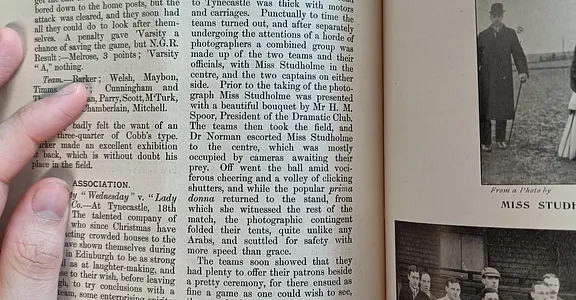 bored down to the home posts, but the
attack was cleared, and they soon had
all they could do to look after them-
selves. A penalty gave 'Varsity a
chance of saving the game, but N.G.R.
Result :—Melrose, 3 points; 'Varsity
"A," nothing.
Team.—Barker; Welsh, Maybon,
Cunningham and
Parry, Scott, M'Turk,
Chamberlain, Mitchell.
badly felt the want of an
three-quarter of Cobb's type.
made an excellent exhibition
at back, which is without doubh his
place in the field.
ASSOCIATION.
"Wednesday" v. "Lady
Co.—At Tynecastle, 18th
The talented company of
who since Christmas have
acting crowded houses to the
have shown themselves during
in Edinburgh to be as strong
as at laughter-making, and
to their wish, before leaving
to try conclusions with a
team, some enterprising
to Tynecastle was thick with motors
and carriages. Punctually to time the
teams turned out, and after separately
undergoing the attentions of a horde of
photographers a combined group was
made up of the two teams and their
officials, with Miss Studholme in the
centre, and the two captains on either
side. Prior to the taking of the photo-
graph Miss Studholme was presented
with a beautiful bouquet by Mr H. M.
Spoor, President of the Dramatic Club.
The teams then took the field, and
Dr Norman escorted Miss Studholme
to the centre, which was mostly
occupied by cameras awaiting their
prey. Off went the ball amid voci-
ferous cheering and a volley of clicking
shutters, and while the popular prima
donna returned to the stand, from
which she witnessed the rest of the
match, the photographic contingent
folded their tents, quite unlike any
Arabs, and scuttled for safety with
more speed than grace.
The teams soon showed that they
had plenty to offer their patrons beside
a pretty ceremony, for there ensued as
fine a game as one could wish to see,
From a Photo by
MISS STUDH